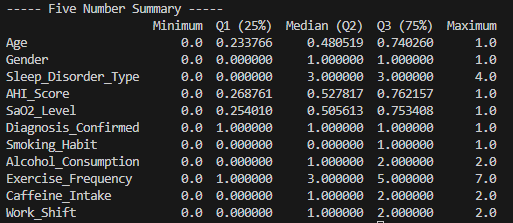 ----- Five Number Summary -----
Minimum Q1 (25%) Median (Q2) Q3 (75%) Maximum
Age 0.0 0.233766 0.480519 0.740260 1.0
Gender 0.0 0.000000 1.000000 1.000000 1.0
Sleep_Disorder_Type 0.0 0.000000 3.000000 3.000000 4.0
AHI_Score 0.0 0.268761 0.527817 0.762157 1.0
SaO2_Level 0.0 0.254010 0.505613 0.753408 1.0
Diagnosis_Confirmed 0.0 1.000000 1.000000 1.000000 1.0
Smoking_Habit 0.0 0.000000 0.000000 1.000000 1.0
Alcohol_Consumption 0.0 0.000000 1.000000 2.000000 2.0
Exercise_Frequency 0.0 1.000000 3.000000 5.000000 7.0
Caffeine_Intake 0.0 0.000000 1.000000 2.000000 2.0
Work_Shift 0.0 0.000000 1.000000 2.000000 2.0